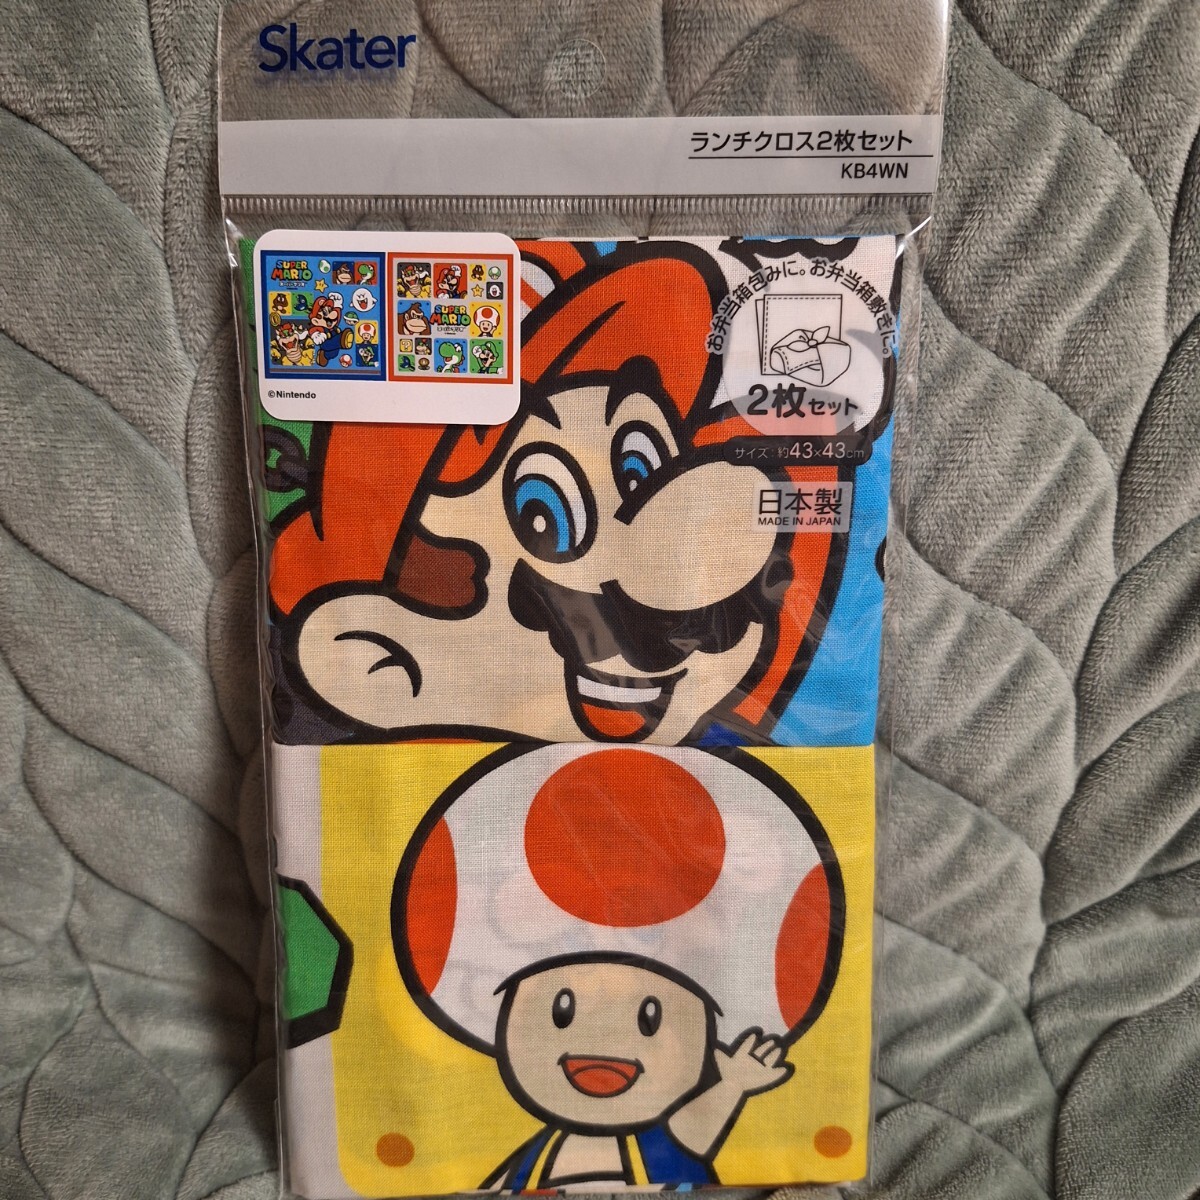 Skater
ランチクロス2枚セット
KB4WN
SUPER
MARIO
SUPER
MARIO
©Nintendo
お弁当箱包みに。お弁当箱敷きに。
2枚セット
サイズ:約43×43cm
日本製
MADE IN JAPAN